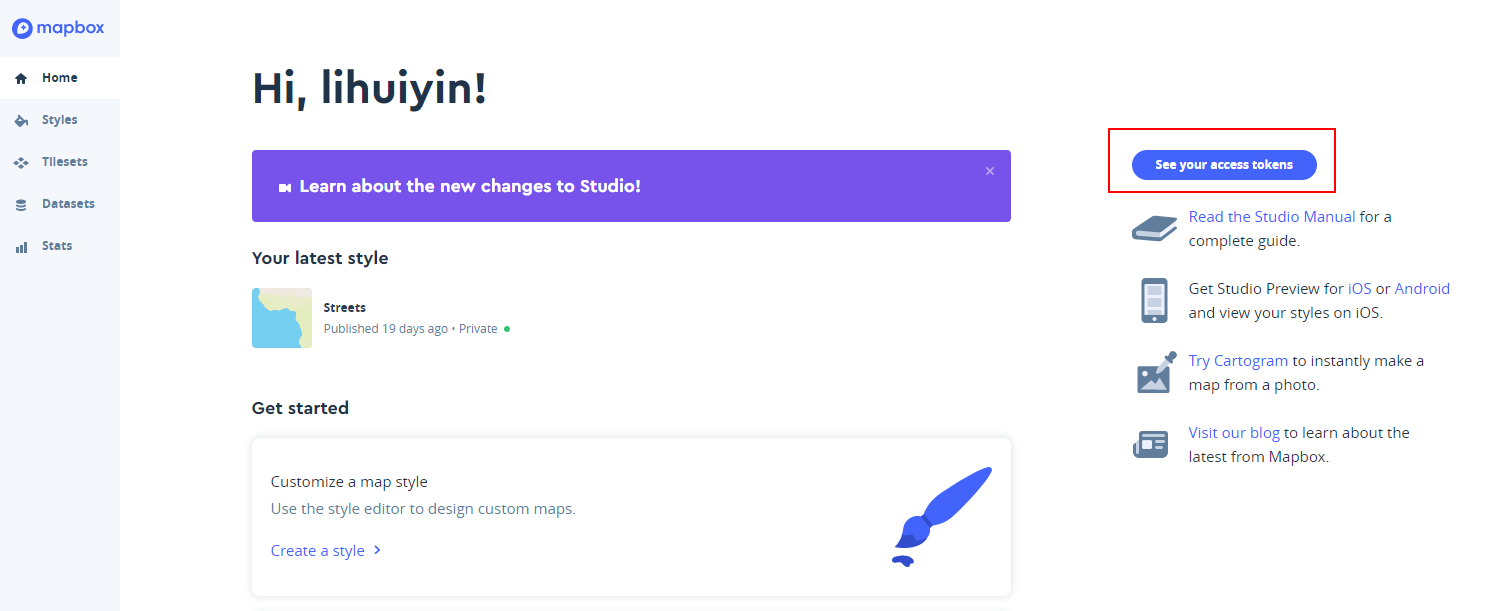 mapbox
Home
Styles
Tilesets
Datasets
Stats
Hi, lihuiyin!
Learn about the new changes to Studio!
×
Your latest style
Streets
Published 19 days ago • Private
Get started
Customize a map style
Use the style editor to design custom maps.
Create a style
See your access tokens
Read the Studio Manual for a
complete guide.
Get Studio Preview for iOS or Android
and view your styles on iOS.
Try Cartogram to instantly make a
map from a photo.
Visit our blog to learn about the
latest from Mapbox.